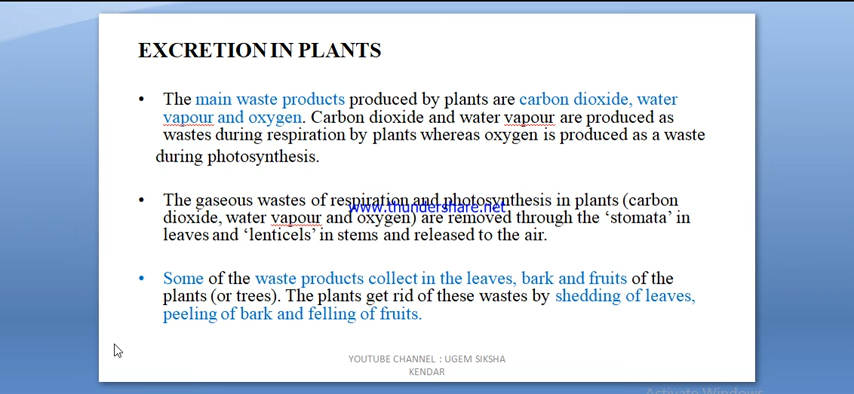 EXCRETION IN PLANTS
• The main waste products produced by plants are carbon dioxide, water
vapour and oxygen. Carbon dioxide and water vapour are produced as
wastes during respiration by plants whereas oxygen is produced as a waste
during photosynthesis.
• The gaseous wastes of respiration and photosynthesis in plants (carbon
www.thundershare.net
dioxide, water vapour and oxygen) are removed through the ‘stomata’ in
leaves and ‘lenticels’ in stems and released to the air.
• Some of the waste products collect in the leaves, bark and fruits of the
plants (or trees). The plants get rid of these wastes by shedding of leaves,
peeling of bark and felling of fruits.
YOUTUBE CHANNEL : UGEM SIKSHA
KENDAR
Activate Windows